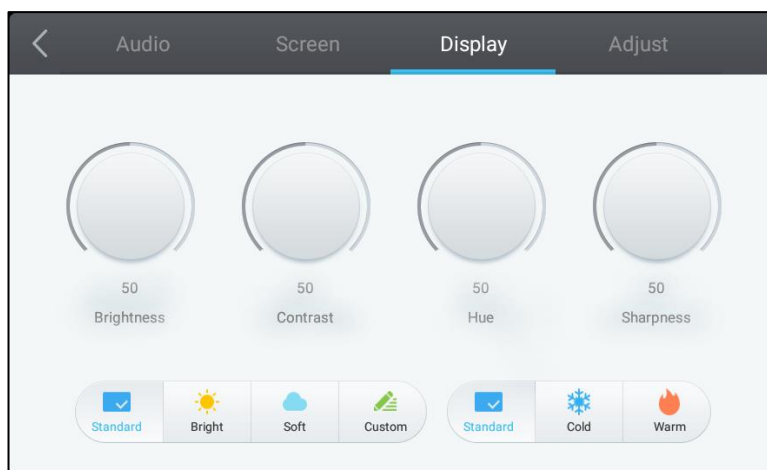 Audio Screen Display Adjust
50 50 50 50
Brightness Contrast Hue Sharpness
Standard Bright Soft Custom Standard Cold Warm